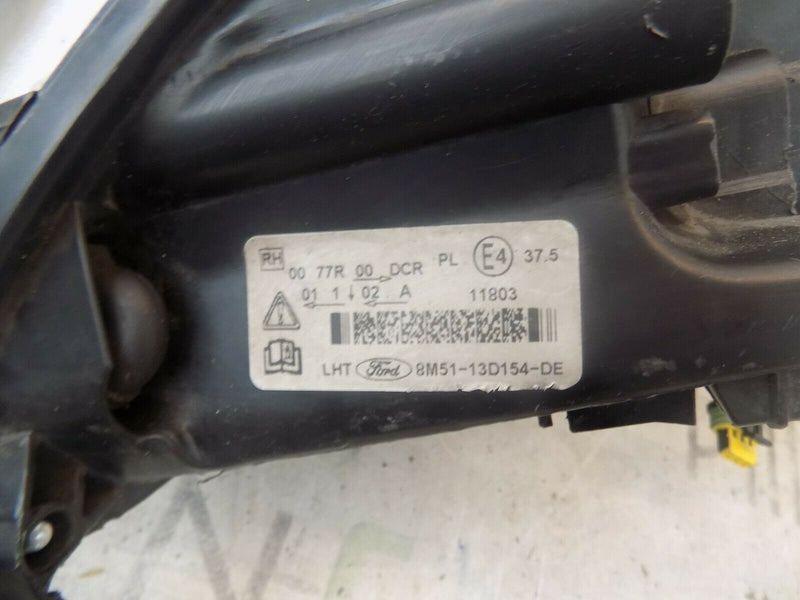 RH 00 77R 00 DCR PL E4 37.5
01 1 ↓ 02 A 11803
LHT Ford 8M51-13D154-DE